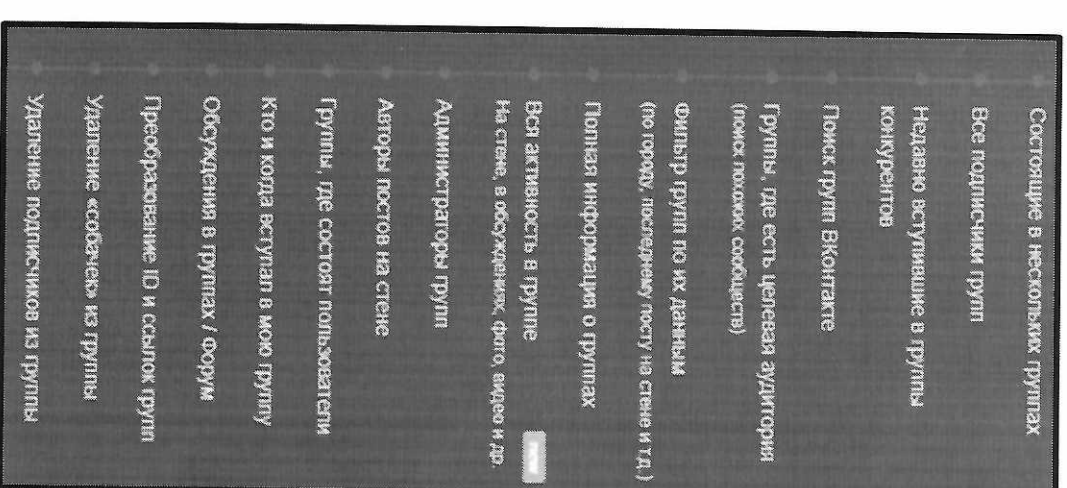 Состоящие в нескольких группах
Все подписчики групп
Недавно вступившие в группы
конкурентов
Поиск групп ВКонтакте
Группы, где есть целевая аудитория
(поиск похожих сообществ)
Фильтр групп по их данным
(по городу, последнему посту на стене и т.д.)
Полная информация о группах
Вся активность в группе
На стене, в обсуждениях, фото, видео и др.
Администраторы групп
Авторы постов на стене
Группы, где состоят пользователи
Кто и когда вступал в мою группу
Обсуждения в группах / Форум
Преобразование ID и ссылок групп
Удаление «собачек» из группы
Удаление подписчиков из группы